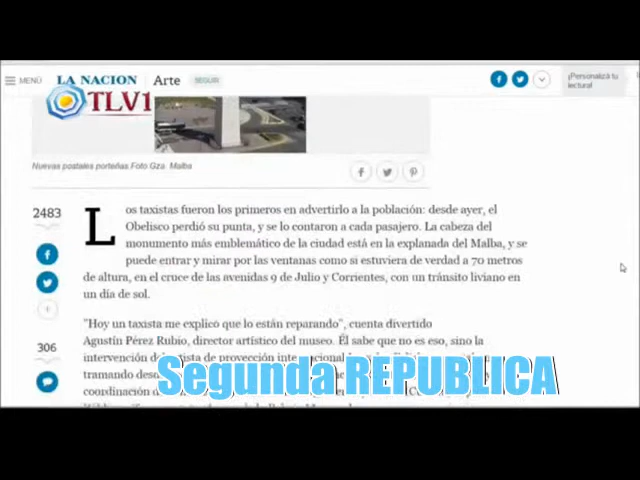 MENÚ
LA NACION
Arte
SEGUIR
¡Personalizá tu
lectura!
TLV1
Nuevas postales porteñas Foto Gza. Malba
2483
Los taxistas fueron los primeros en advertirlo a la población: desde ayer, el
Obelisco perdió su punta, y se lo contaron a cada pasajero. La cabeza del
monumento más emblemático de la ciudad está en la explanada del Malba, y se
puede entrar y mirar por las ventanas como si estuviera de verdad a 70 metros
de altura, en el cruce de las avenidas 9 de Julio y Corrientes, con un tránsito liviano en
un día de sol.
306
"Hoy un taxista me explicó que lo están reparando", cuenta divertido
Agustín Pérez Rubio, director artístico del museo. Él sabe que no es eso, sino la
intervención del artista de proyección
tramando
coordinación
Segunda REPUBLICA